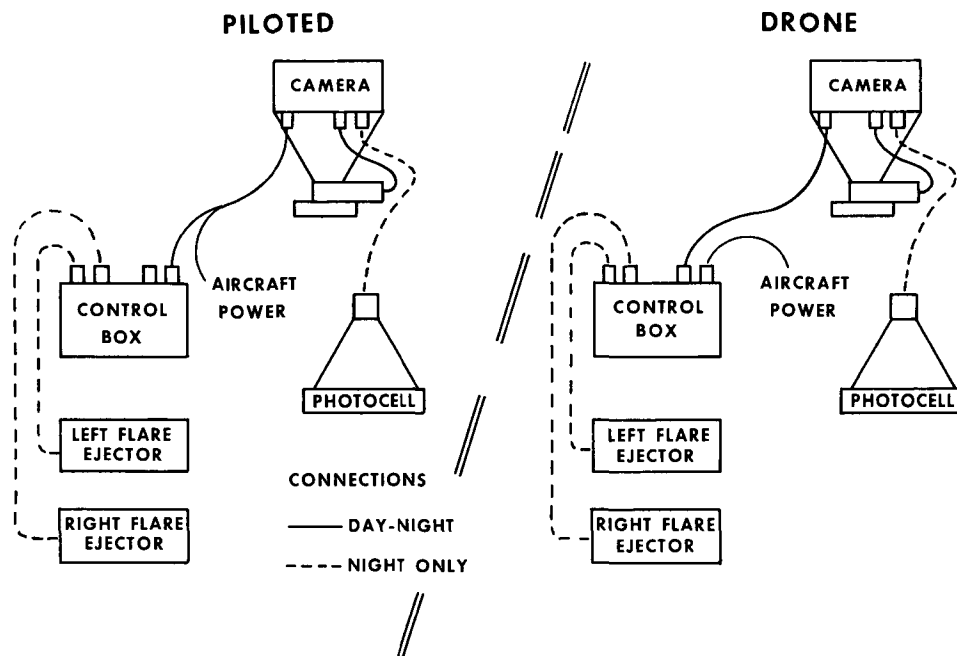 PILOTED
CAMERA
AIRCRAFT
POWER
CONTROL
BOX
PHOTOCELL
LEFT FLARE
EJECTOR
RIGHT FLARE
EJECTOR
CONNECTIONS
DAY-NIGHT
NIGHT ONLY
DRONE
CAMERA
AIRCRAFT
POWER
CONTROL
BOX
PHOTOCELL
LEFT FLARE
EJECTOR
RIGHT FLARE
EJECTOR